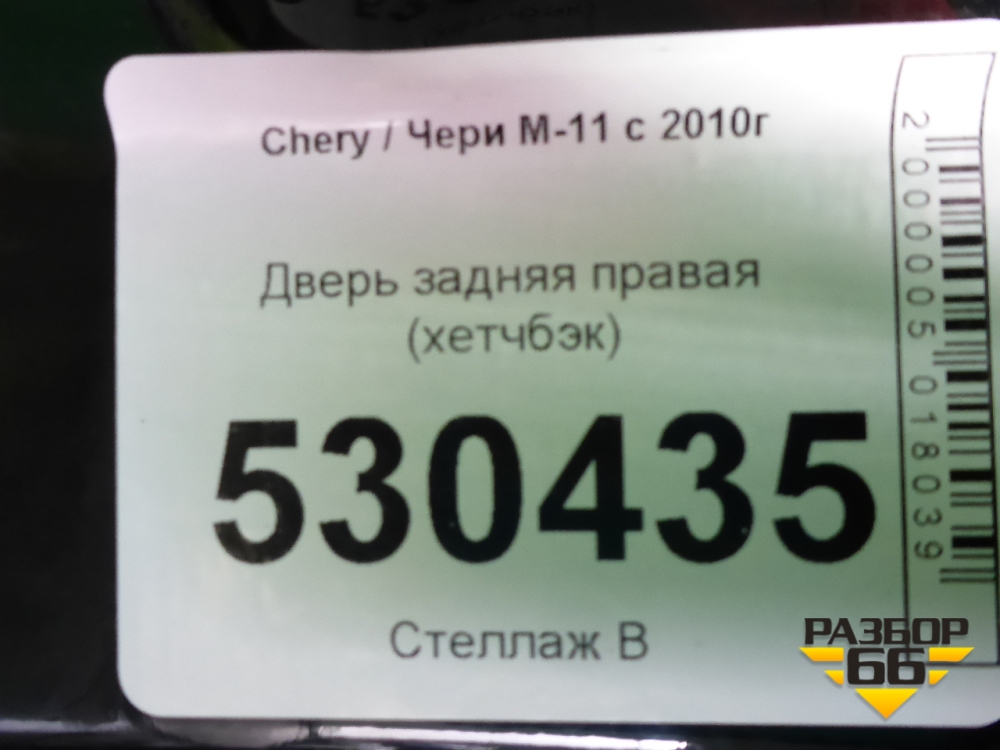 Chery / Чери М-11 с 2010г
Дверь задняя правая
(хетчбэк)
530435
Стеллаж В
2000005018039
РАЗБОР
66